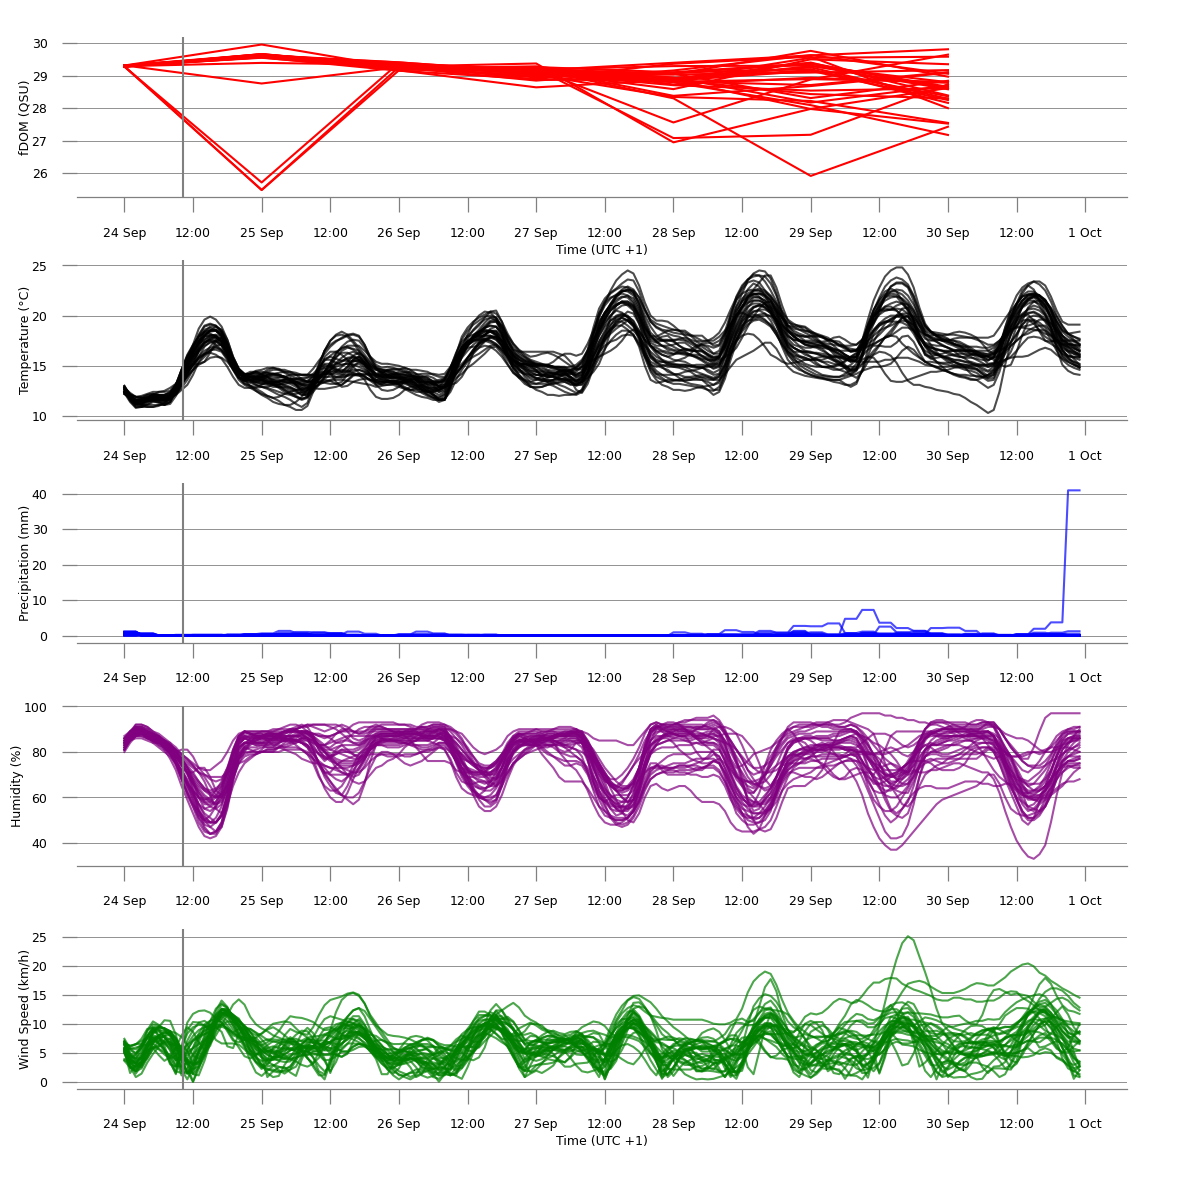 30
29
28
27
26
fDOM (QSU)
24 Sep 12:00 25 Sep 12:00 26 Sep 12:00 27 Sep 12:00 28 Sep 12:00 29 Sep 12:00 30 Sep 12:00 1 Oct
Time (UTC +1)
25
20
15
10
Temperature (°C)
24 Sep 12:00 25 Sep 12:00 26 Sep 12:00 27 Sep 12:00 28 Sep 12:00 29 Sep 12:00 30 Sep 12:00 1 Oct
40
30
20
10
0
Precipitation (mm)
24 Sep 12:00 25 Sep 12:00 26 Sep 12:00 27 Sep 12:00 28 Sep 12:00 29 Sep 12:00 30 Sep 12:00 1 Oct
100
80
60
40
Humidity (%)
24 Sep 12:00 25 Sep 12:00 26 Sep 12:00 27 Sep 12:00 28 Sep 12:00 29 Sep 12:00 30 Sep 12:00 1 Oct
25
20
15
10
5
0
Wind Speed (km/h)
24 Sep 12:00 25 Sep 12:00 26 Sep 12:00 27 Sep 12:00 28 Sep 12:00 29 Sep 12:00 30 Sep 12:00 1 Oct
Time (UTC +1)